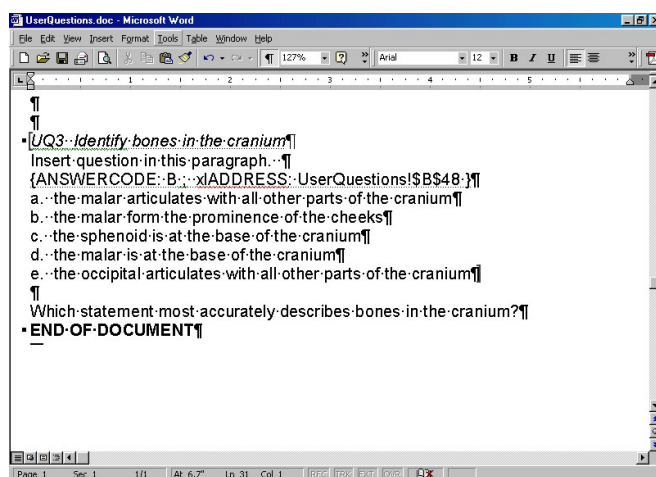 UserQuestions.doc - Microsoft Word
File Edit View Insert Format Tools Table Window Help
127% Arial 12 B I U
1 2 3 4 5
¶
¶
UQ3··Identify·bones·in·the·cranium¶
Insert·question·in·this·paragraph.··¶
{ANSWERCODE:·B·;··xlADDRESS:·UserQuestions!$B$48·}¶
a.··the·malar·articulates·with·all·other·parts·of·the·cranium¶
b.··the·malar·form·the·prominence·of·the·cheeks¶
c.··the·sphenoid·is·at·the·base·of·the·cranium¶
d.··the·malar·is·at·the·base·of·the·cranium¶
e.··the·occipital·articulates·with·all·other·parts·of·the·cranium¶
¶
Which·statement·most·accurately·describes·bones·in·the·cranium?¶
END·OF·DOCUMENT¶
Page 1 Sec 1 1/1 At 6.7" Ln 31 Col 1 REC TRK EXT OVR